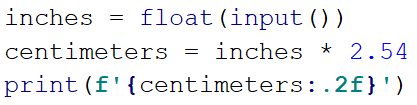 inches = float(input())
centimeters = inches * 2.54
print(f'{centimeters:.2f}')